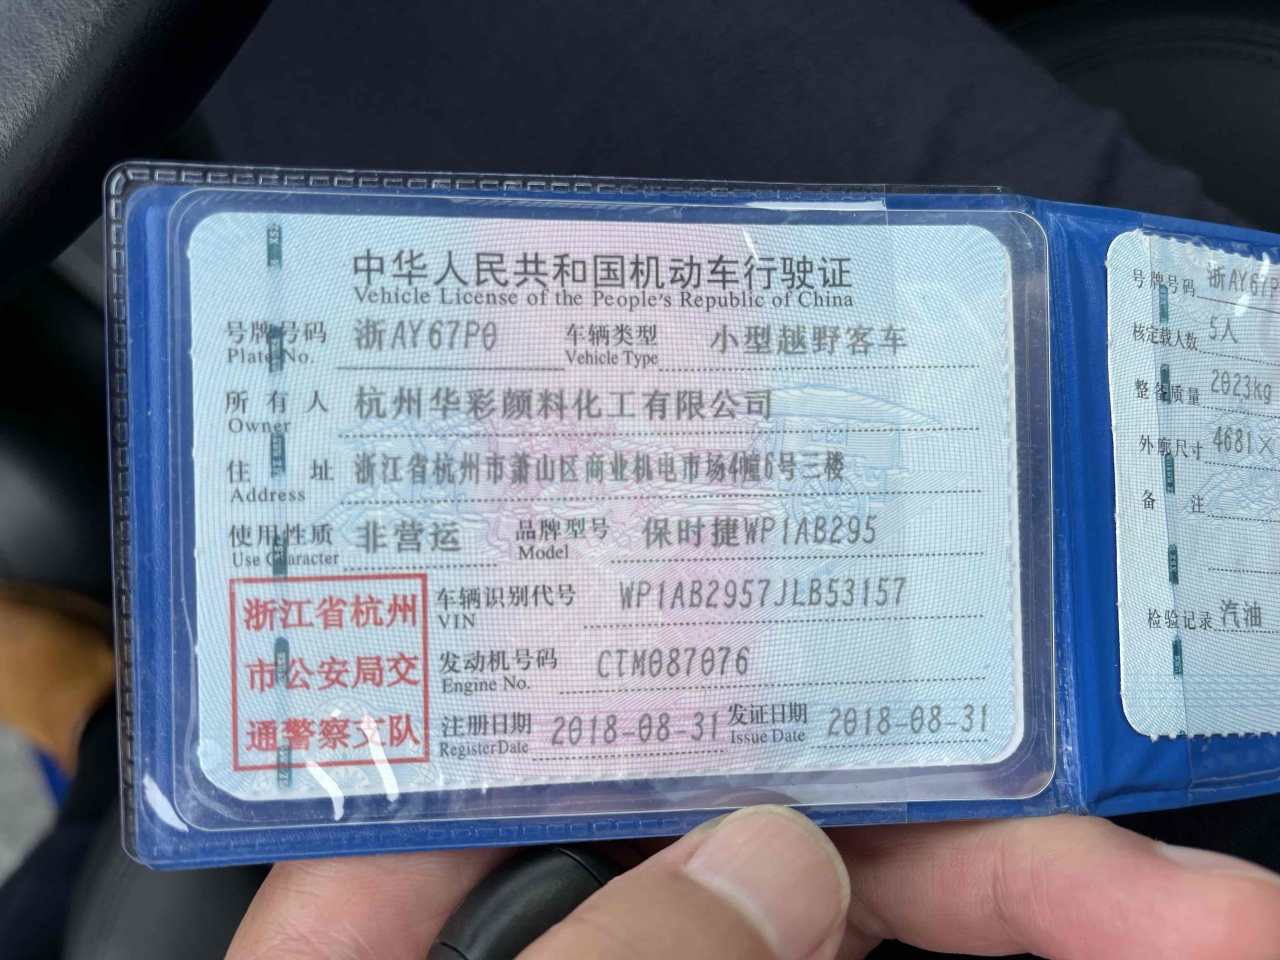 中华人民共和国机动车行驶证
Vehicle License of the People's Republic of China
号牌号码 浙AY67P0 车辆类型 小型越野客车
Plate No. Vehicle Type
所有人 杭州华彩颜料化工有限公司
Owner
住址 浙江省杭州市萧山区商业机电市场4幢6号三楼
Address
使用性质 非营运 品牌型号 保时捷WP1AB295
Use Character Model
浙江省杭州
市公安局交
通警察支队
车辆识别代号 WP1AB2957JLB53157
VIN
发动机号码 CTM087076
Engine No.
注册日期 2018-08-31 发证日期 2018-08-31
Register Date Issue Date
号牌号码 浙AY67P
核定载人数 5人
整备质量 2023kg
外廓尺寸 4681×
备注
检验记录 汽油